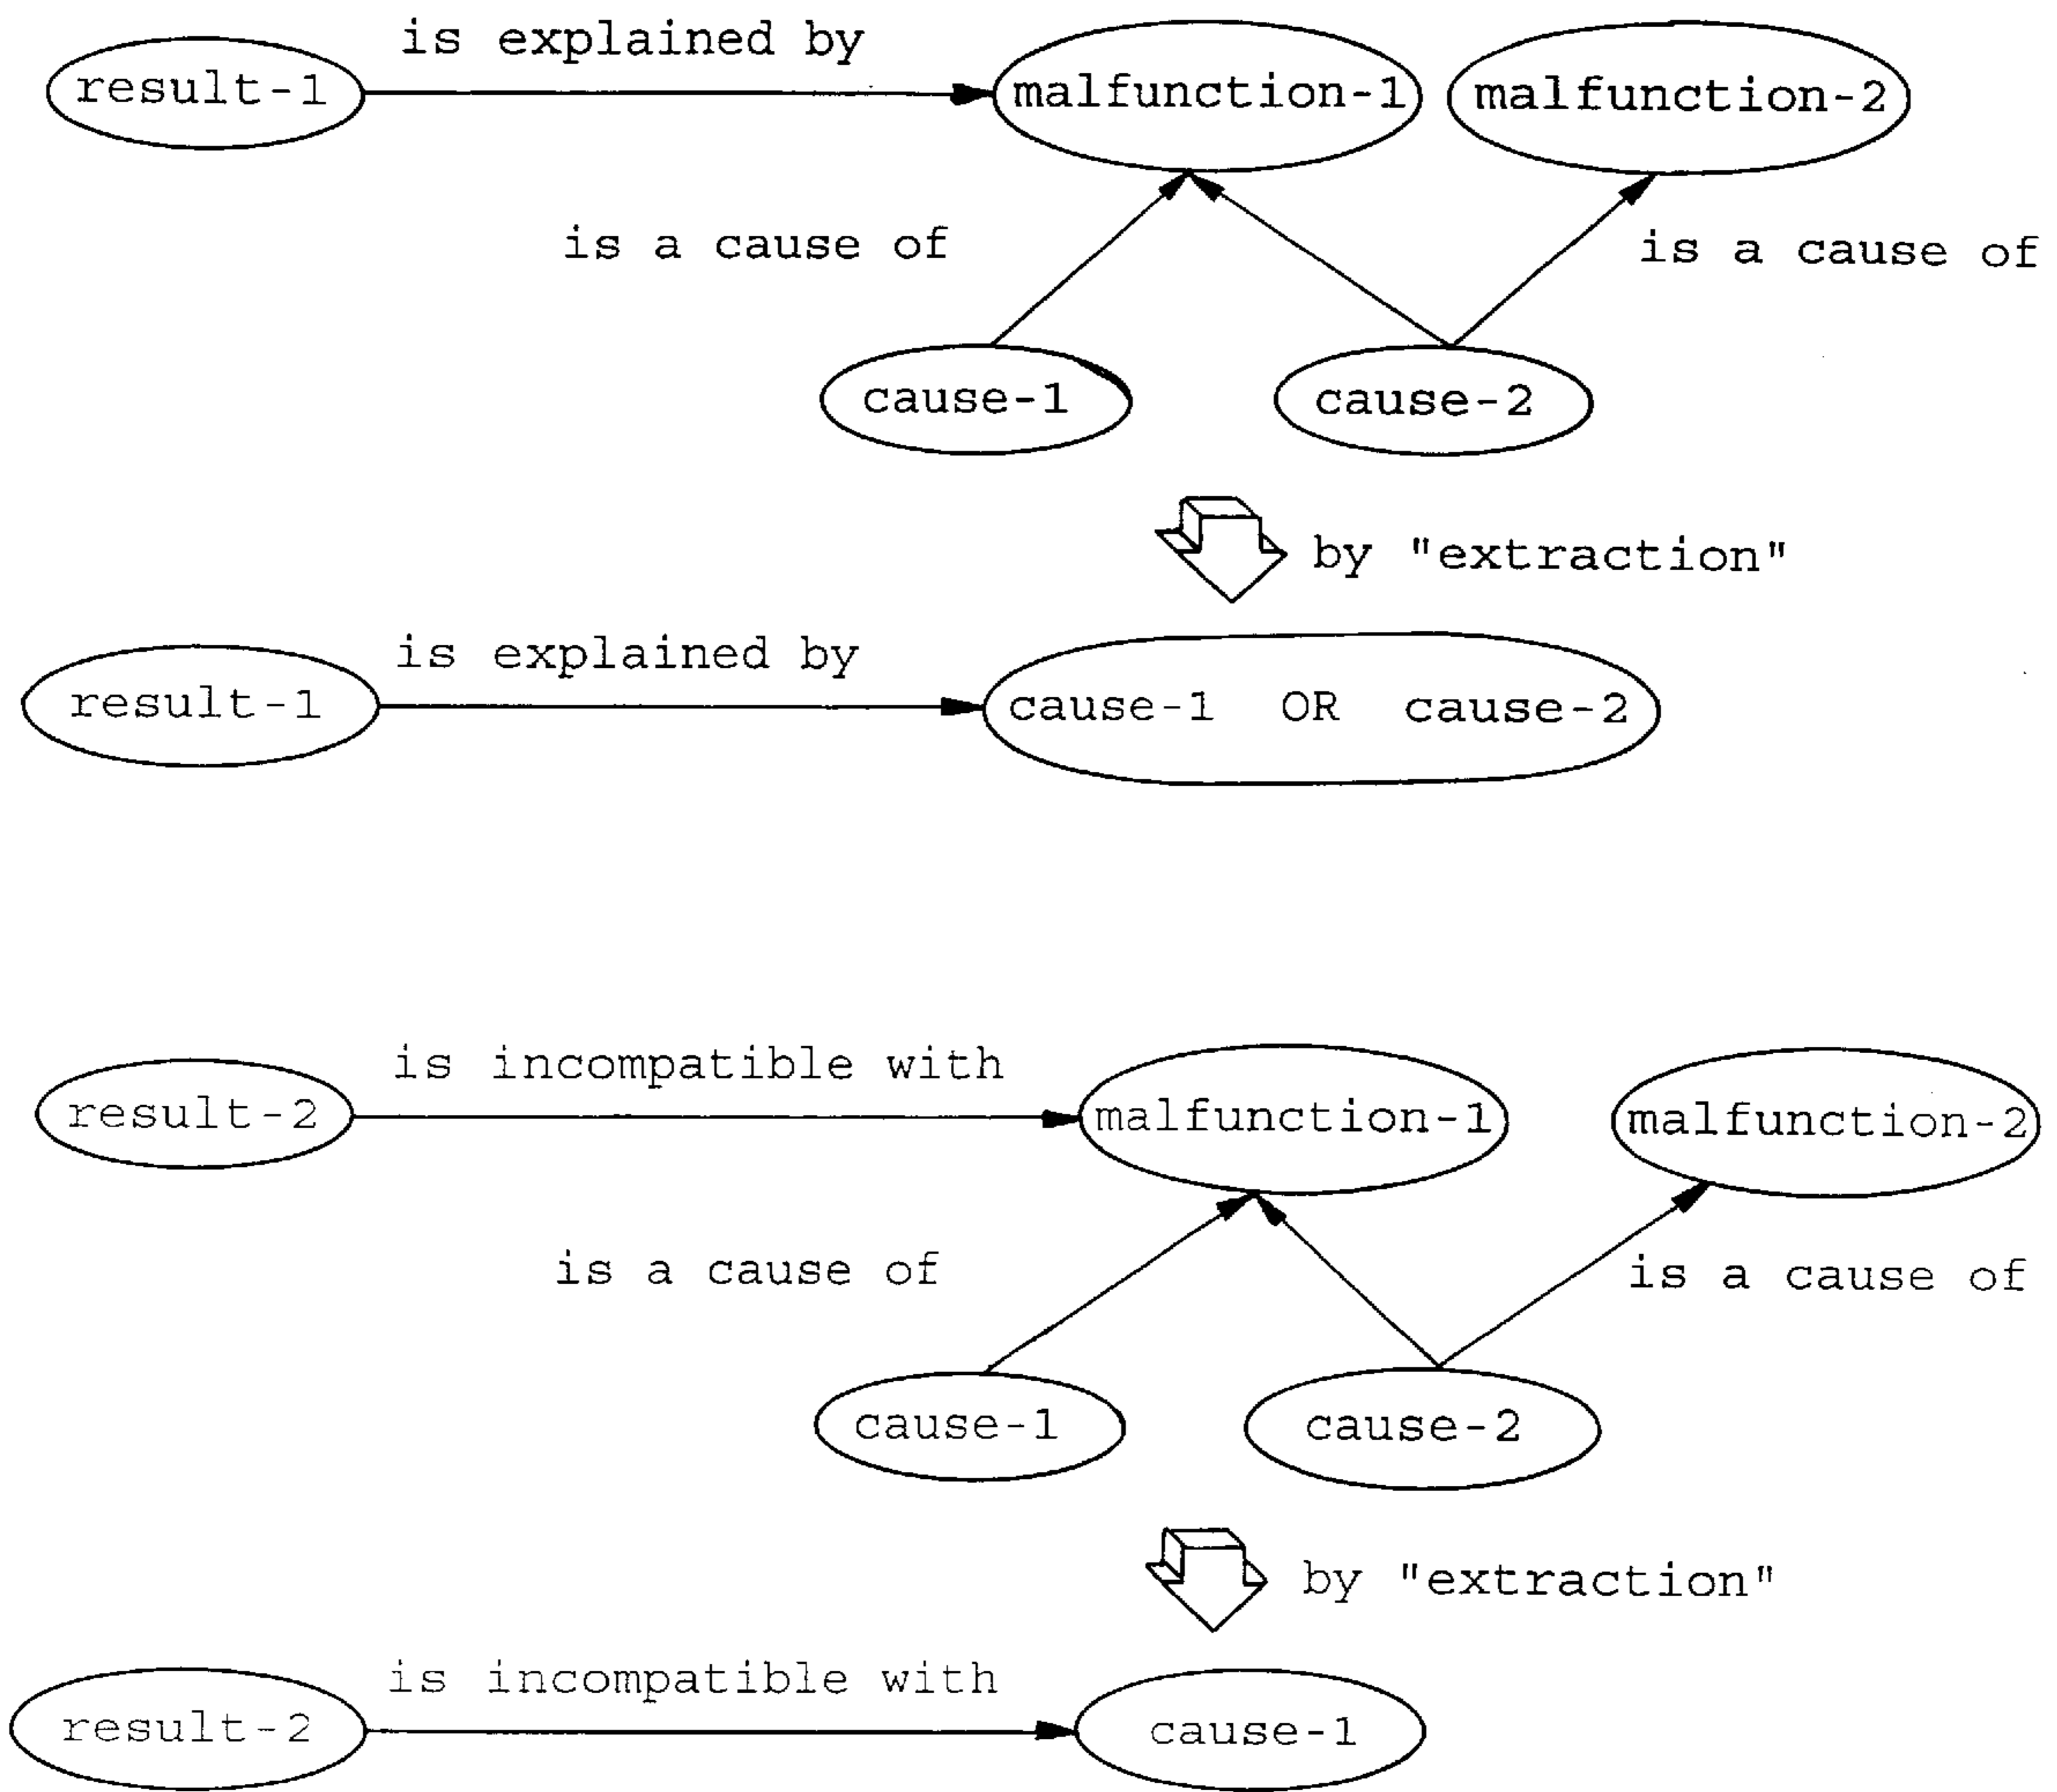 is explained by
result-1
malfunction-1
malfunction-2
is a cause of
is a cause of
cause-1
cause-2
by "extraction"
is explained by
result-1
cause-1 OR cause-2
is incompatible with
result-2
malfunction-1
malfunction-2
is a cause of
is a cause of
cause-1
cause-2
by "extraction"
is incompatible with
result-2
cause-1